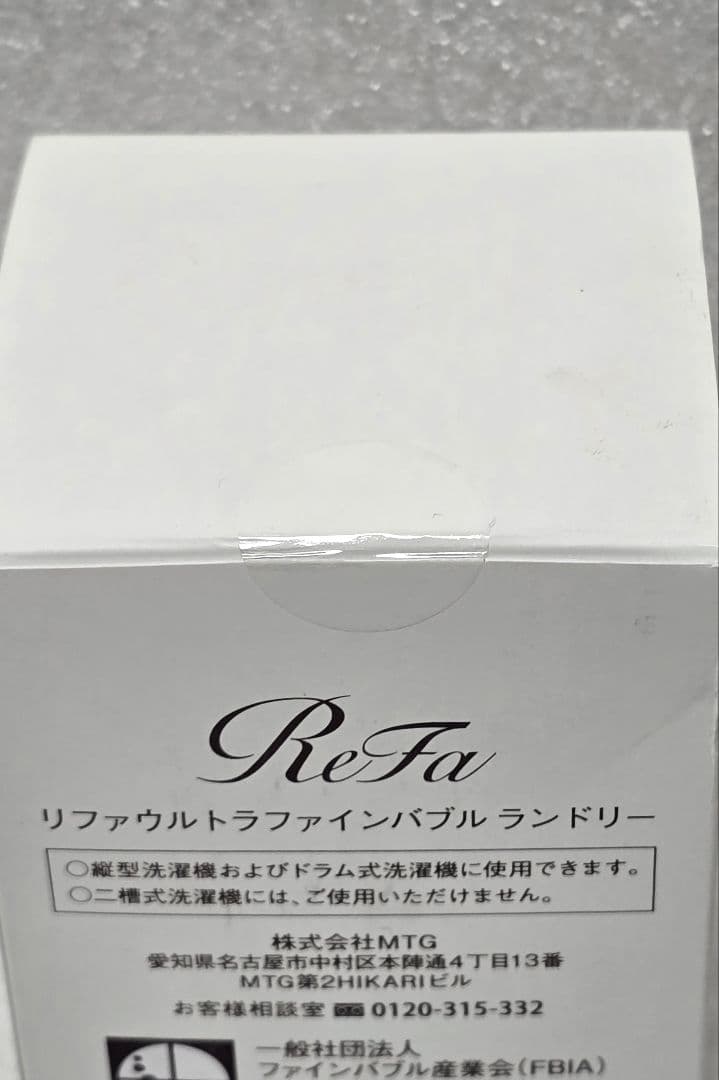 ReFa
リファウルトラファインバブル ランドリー
○縦型洗濯機およびドラム式洗濯機に使用できます。
○二槽式洗濯機には、ご使用いただけません。
株式会社MTG
愛知県名古屋市中村区本陣通4丁目13番
MTG第2HIKARIビル
お客様相談室 0120-315-332
一般社団法人
ファインバブル産業会(FBIA)